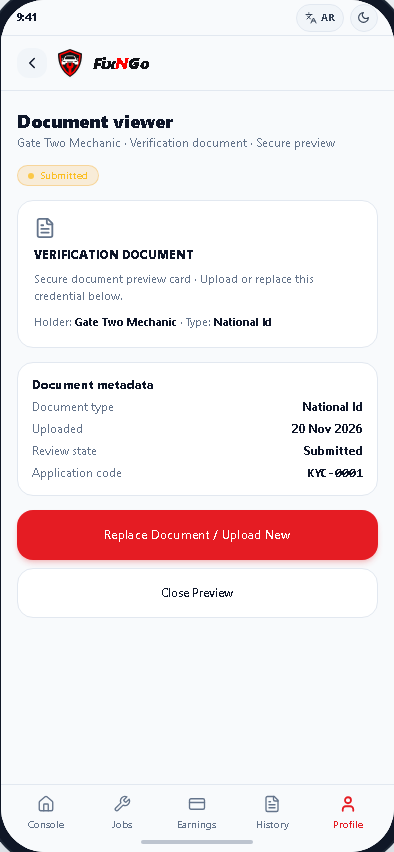 9:41
AR
FixNGo
Document viewer
Gate Two Mechanic · Verification document · Secure preview
Submitted
VERIFICATION DOCUMENT
Secure document preview card · Upload or replace this
credential below.
Holder: Gate Two Mechanic · Type: National Id
Document metadata
Document type National Id
Uploaded 20 Nov 2026
Review state Submitted
Application code KYC-0001
Replace Document / Upload New
Close Preview
Console Jobs Earnings History Profile